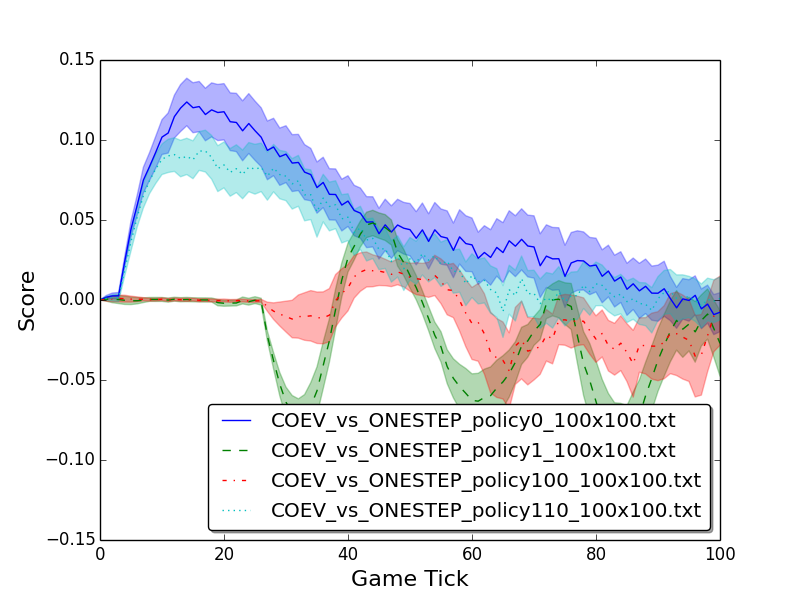 0.15
0.10
0.05
0.00
−0.05
−0.10
−0.15
Score
0 20 40 60 80 100
Game Tick
COEV_vs_ONESTEP_policy0_100x100.txt
COEV_vs_ONESTEP_policy1_100x100.txt
COEV_vs_ONESTEP_policy100_100x100.txt
COEV_vs_ONESTEP_policy110_100x100.txt